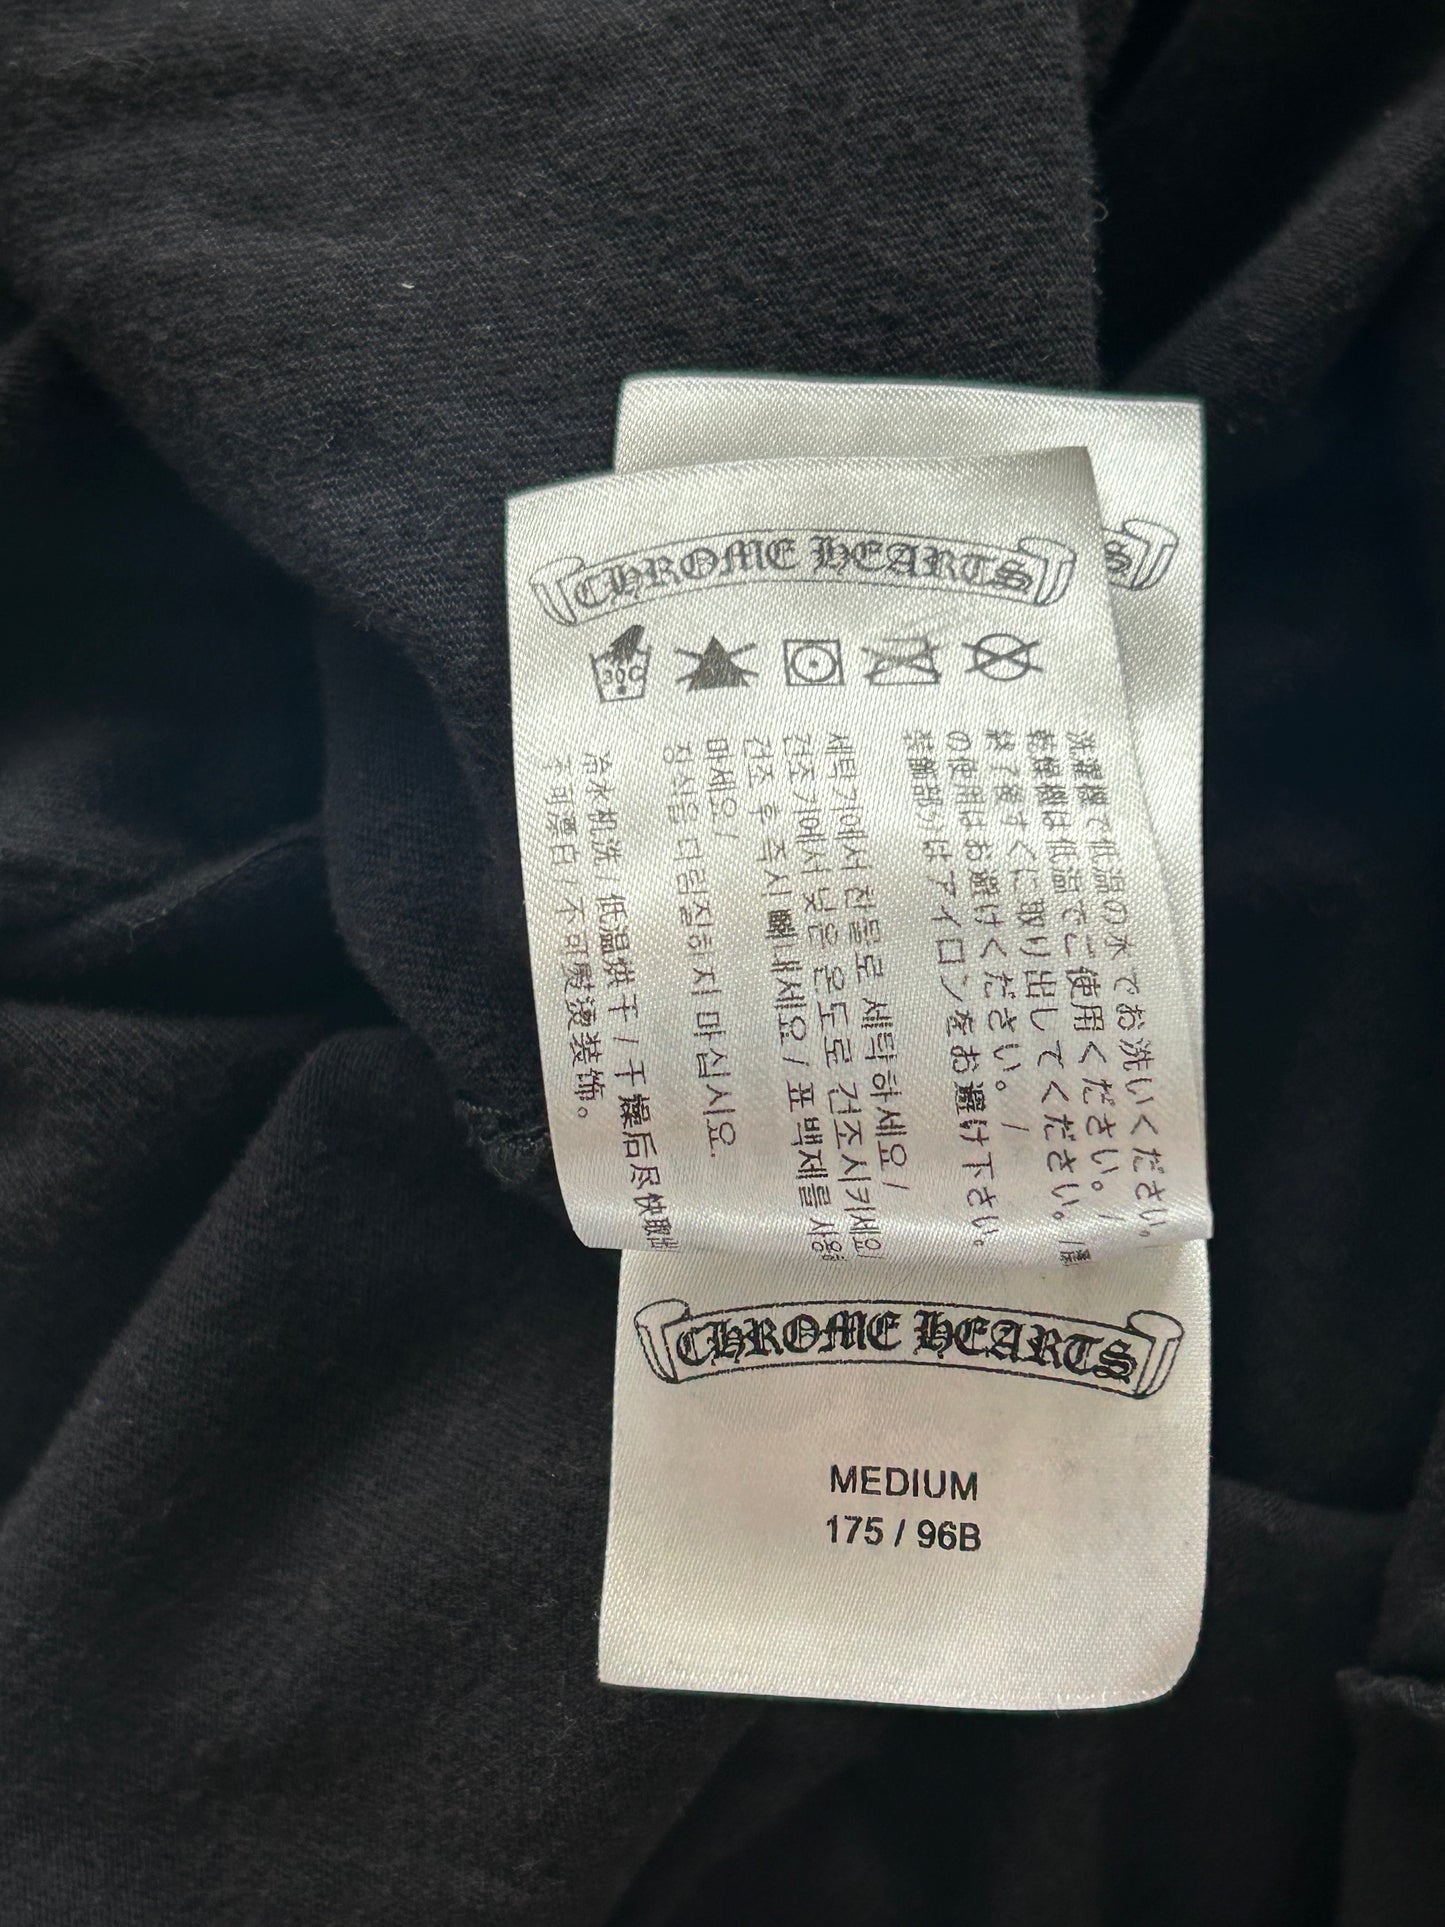 CHROME HEARTS
S
30C
洗濯機で低温の水でお洗いください。/
乾燥機は低温でご使用ください。/
終了後すぐに取り出してください。/
の使用はお避けください。/
装飾部分はアイロンをお避け下さい。
세탁기에서 찬물로 세탁하세요/
건조기에서 낮은 온도로 건조시키세요/
건조 후 즉시 빼내세요/ 표백제를 사용
마세요/
장식을 다림질하지 마십시요.
冷水机洗/ 低温烘干/ 干燥后尽快取出
不可漂白/不可熨烫装饰。
CHROME HEARTS
MEDIUM
175 / 96B